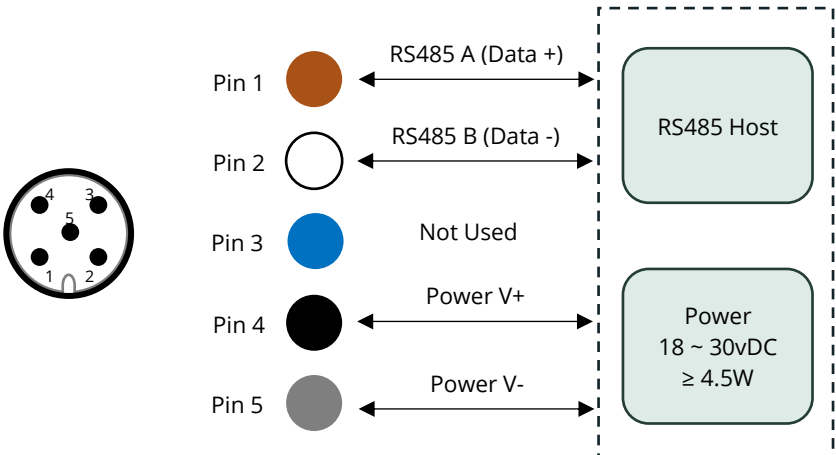 RS485 A (Data +)
Pin 1
RS485 Host
RS485 B (Data -)
Pin 2
4 3
5
1 2
Pin 3
Not Used
Power V+
Pin 4
Power
18 ~ 30vDC
≥ 4.5W
Power V-
Pin 5